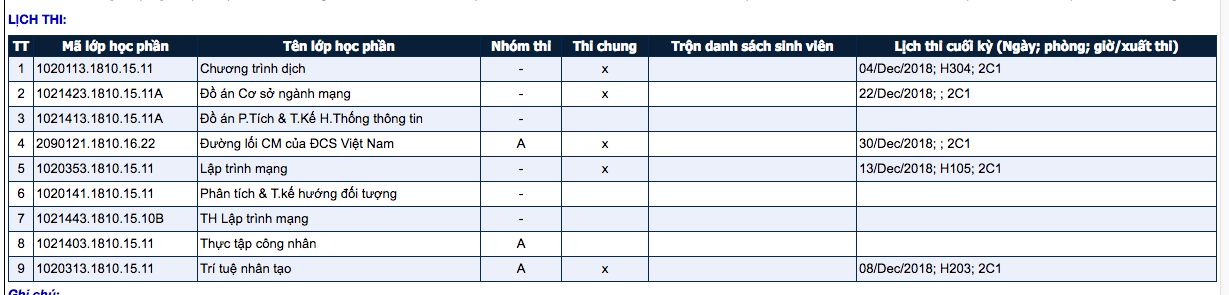 LỊCH THI:
TT Mã lớp học phần Tên lớp học phần Nhóm thi Thi chung Trộn danh sách sinh viên Lịch thi cuối kỳ (Ngày; phòng; giờ/xuất thi)
1 1020113.1810.15.11 Chương trình dịch - x 04/Dec/2018; H304; 2C1
2 1021423.1810.15.11A Đồ án Cơ sở ngành mạng - x 22/Dec/2018; ; 2C1
3 1021413.1810.15.11A Đồ án P.Tích & T.Kế H.Thống thông tin -
4 2090121.1810.16.22 Đường lối CM của ĐCS Việt Nam A x 30/Dec/2018; ; 2C1
5 1020353.1810.15.11 Lập trình mạng - x 13/Dec/2018; H105; 2C1
6 1020141.1810.15.11 Phân tích & T.kế hướng đối tượng -
7 1021443.1810.15.10B TH Lập trình mạng -
8 1021403.1810.15.11 Thực tập công nhân A
9 1020313.1810.15.11 Trí tuệ nhân tạo A x 08/Dec/2018; H203; 2C1
Ghi chú: